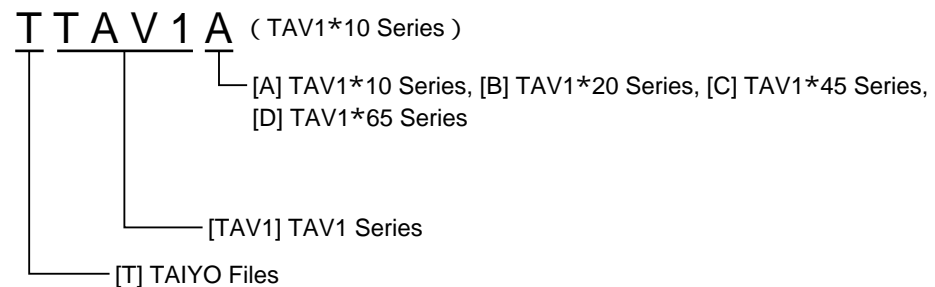 T TAV1 A ( TAV1*10 Series )
[A] TAV1*10 Series, [B] TAV1*20 Series, [C] TAV1*45 Series,
[D] TAV1*65 Series
[TAV1] TAV1 Series
[T] TAIYO Files